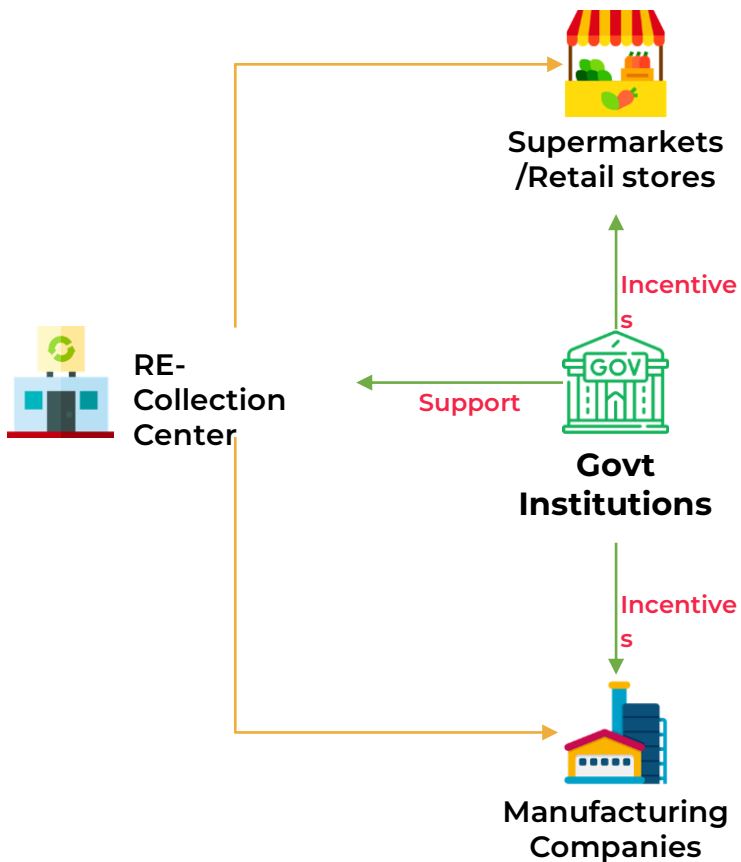 Supermarkets
/Retail stores
Incentive
s
GOV
RE-
Collection
Center
Support
Govt
Institutions
Incentive
s
Manufacturing
Companies